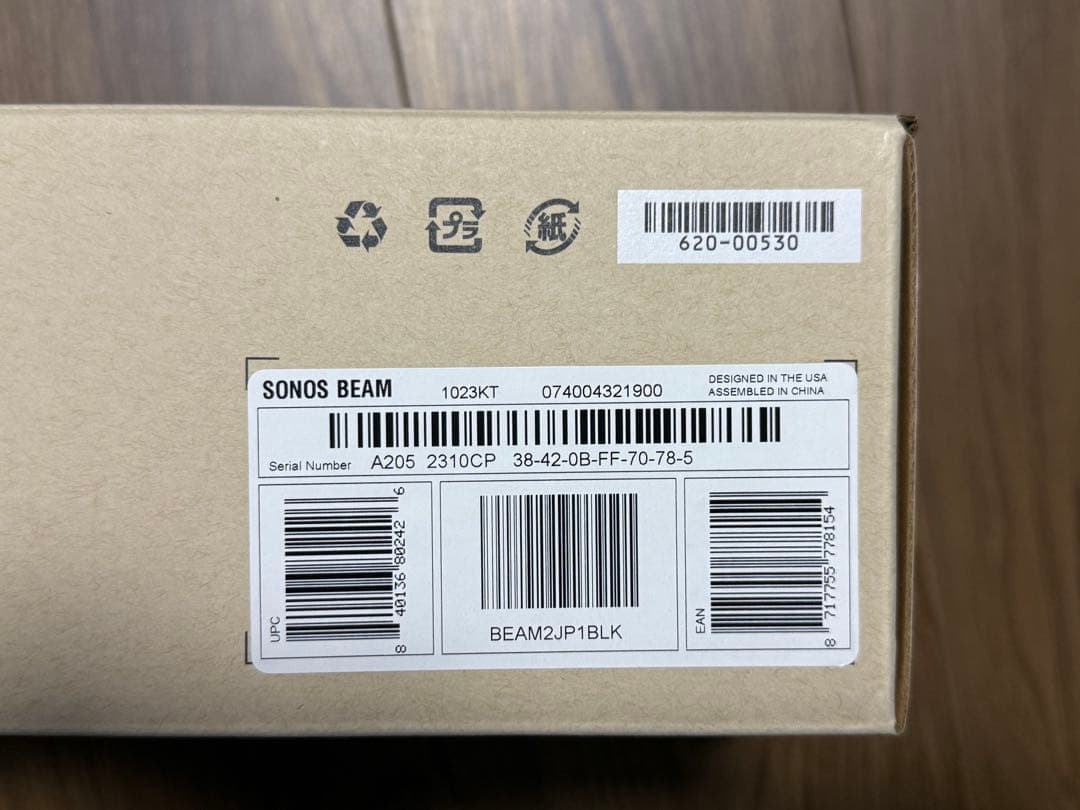 プラ
紙
620-00530
SONOS BEAM 1023KT 074004321900 DESIGNED IN THE USA
ASSEMBLED IN CHINA
Serial Number A205 2310CP 38-42-0B-FF-70-78-5
UPC 8 40136 80242 6
BEAM2JP1BLK
EAN 8 717755 778154